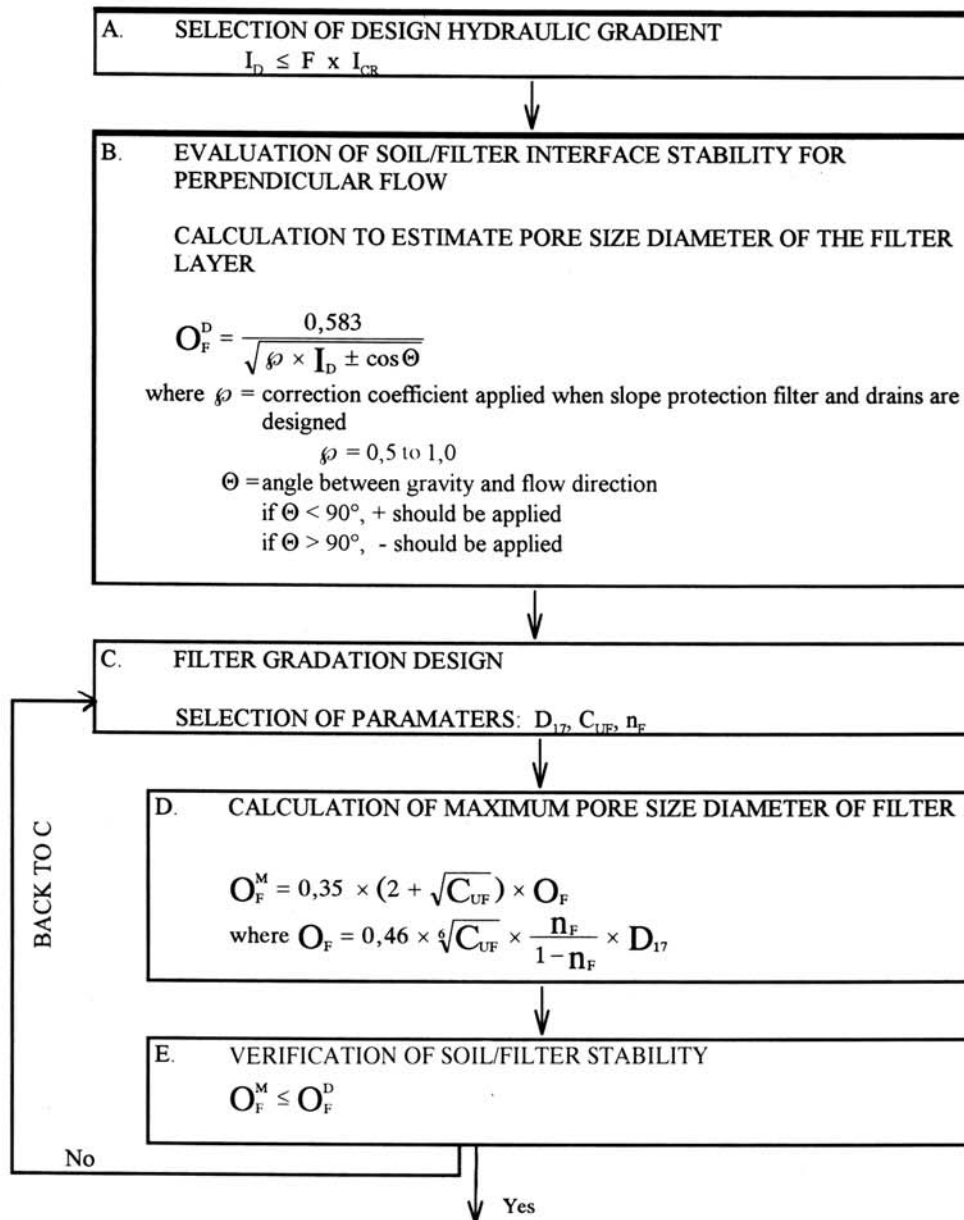 A. SELECTION OF DESIGN HYDRAULIC GRADIENT
I_D ≤ F x I_CR
B. EVALUATION OF SOIL/FILTER INTERFACE STABILITY FOR
PERPENDICULAR FLOW
CALCULATION TO ESTIMATE PORE SIZE DIAMETER OF THE FILTER
LAYER
O_F^D = 0,583 / √(℘ × I_D ± cos Θ)
where ℘ = correction coefficient applied when slope protection filter and drains are
designed
℘ = 0,5 to 1,0
Θ = angle between gravity and flow direction
if Θ < 90°, + should be applied
if Θ > 90°, - should be applied
C. FILTER GRADATION DESIGN
SELECTION OF PARAMATERS: D_17, C_UF, n_F
D. CALCULATION OF MAXIMUM PORE SIZE DIAMETER OF FILTER
O_F^M = 0,35 × (2 + √C_UF) × O_F
where O_F = 0,46 × ⁶√C_UF × n_F / (1 - n_F) × D_17
E. VERIFICATION OF SOIL/FILTER STABILITY
O_F^M ≤ O_F^D
BACK TO C
No
Yes